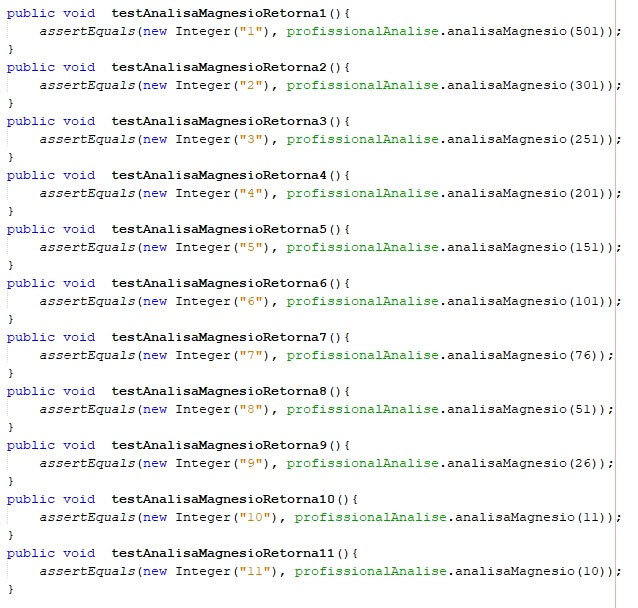 public void  testAnalisaMagnesioRetorna1(){
    assertEquals(new Integer("1"), profissionalAnalise.analisaMagnesio(501));
}
public void  testAnalisaMagnesioRetorna2(){
    assertEquals(new Integer("2"), profissionalAnalise.analisaMagnesio(301));
}
public void  testAnalisaMagnesioRetorna3(){
    assertEquals(new Integer("3"), profissionalAnalise.analisaMagnesio(251));
}
public void  testAnalisaMagnesioRetorna4(){
    assertEquals(new Integer("4"), profissionalAnalise.analisaMagnesio(201));
}
public void  testAnalisaMagnesioRetorna5(){
    assertEquals(new Integer("5"), profissionalAnalise.analisaMagnesio(151));
}
public void  testAnalisaMagnesioRetorna6(){
    assertEquals(new Integer("6"), profissionalAnalise.analisaMagnesio(101));
}
public void  testAnalisaMagnesioRetorna7(){
    assertEquals(new Integer("7"), profissionalAnalise.analisaMagnesio(76));
}
public void  testAnalisaMagnesioRetorna8(){
    assertEquals(new Integer("8"), profissionalAnalise.analisaMagnesio(51));
}
public void  testAnalisaMagnesioRetorna9(){
    assertEquals(new Integer("9"), profissionalAnalise.analisaMagnesio(26));
}
public void  testAnalisaMagnesioRetorna10(){
    assertEquals(new Integer("10"), profissionalAnalise.analisaMagnesio(11));
}
public void  testAnalisaMagnesioRetorna11(){
    assertEquals(new Integer("11"), profissionalAnalise.analisaMagnesio(10));
}